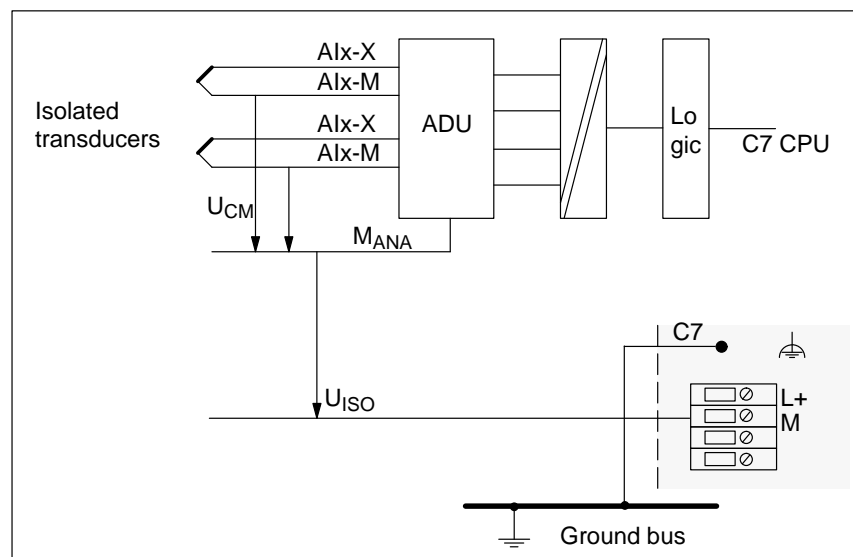 AIx-X
AIx-M
Isolated
transducers
AIx-X
AIx-M
ADU
Lo
gic
C7 CPU
UCM
MANA
C7
UISO
L+
M
Ground bus